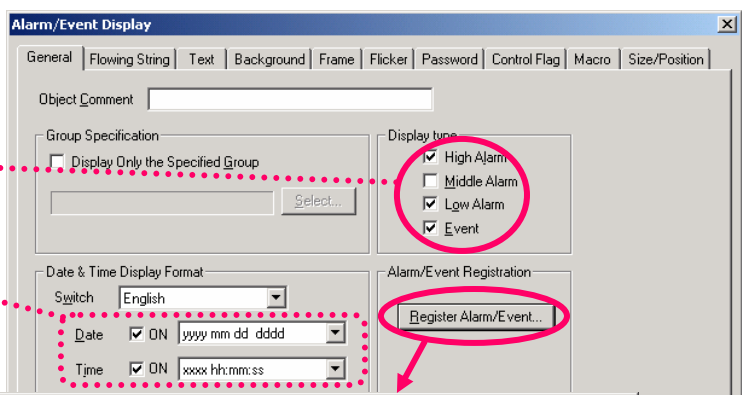 Alarm/Event Display
General Flowing String Text Background Frame Flicker Password Control Flag Macro Size/Position
Object Comment
Group Specification
Display Only the Specified Group
Select...
Display type
High Alarm
Middle Alarm
Low Alarm
Event
Date & Time Display Format
Switch English
Date ON yyyy mm dd dddd
Time ON xxxx hh:mm:ss
Alarm/Event Registration
Register Alarm/Event...